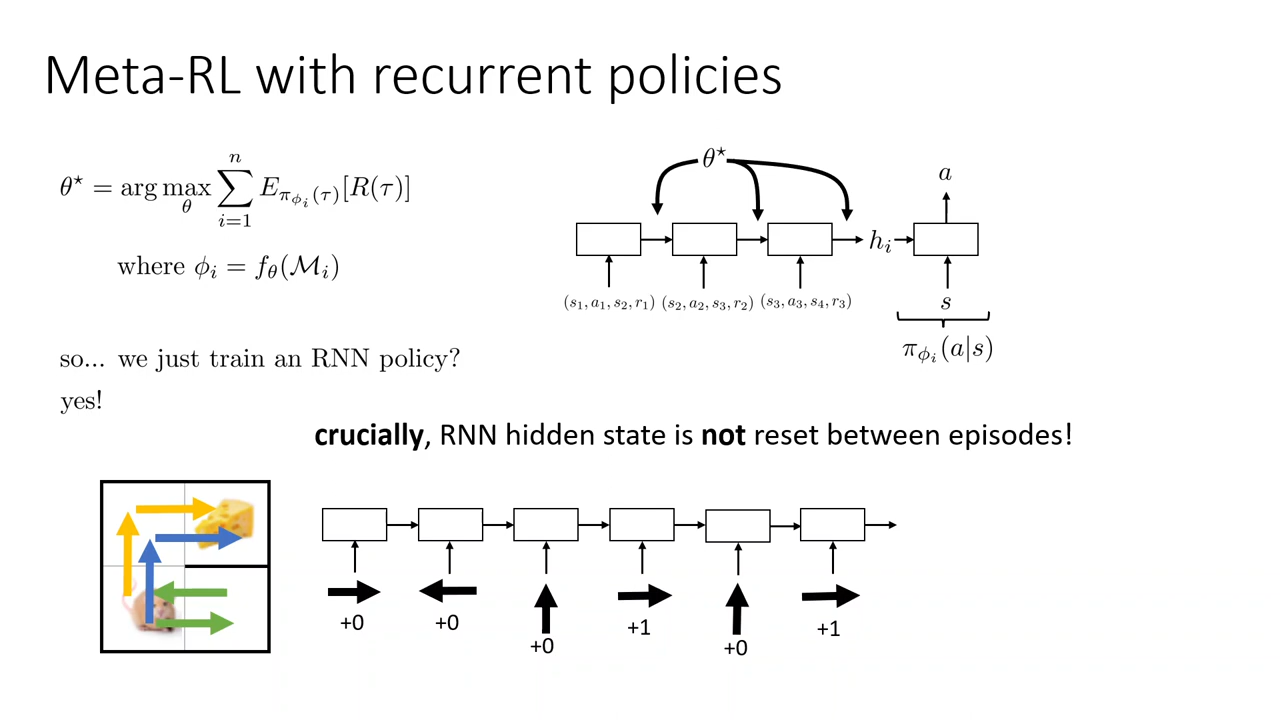 Meta-RL with recurrent policies
θ⋆ = arg max_θ ∑_{i=1}^{n} E_{π_{ϕ_i}(τ)}[R(τ)]
where ϕ_i = f_θ(ℳ_i)
θ⋆
a
h_i
(s_1, a_1, s_2, r_1) (s_2, a_2, s_3, r_2) (s_3, a_3, s_4, r_3)
s
π_{ϕ_i}(a|s)
so... we just train an RNN policy?
yes!
crucially, RNN hidden state is not reset between episodes!
+0 +0 +0 +1 +0 +1